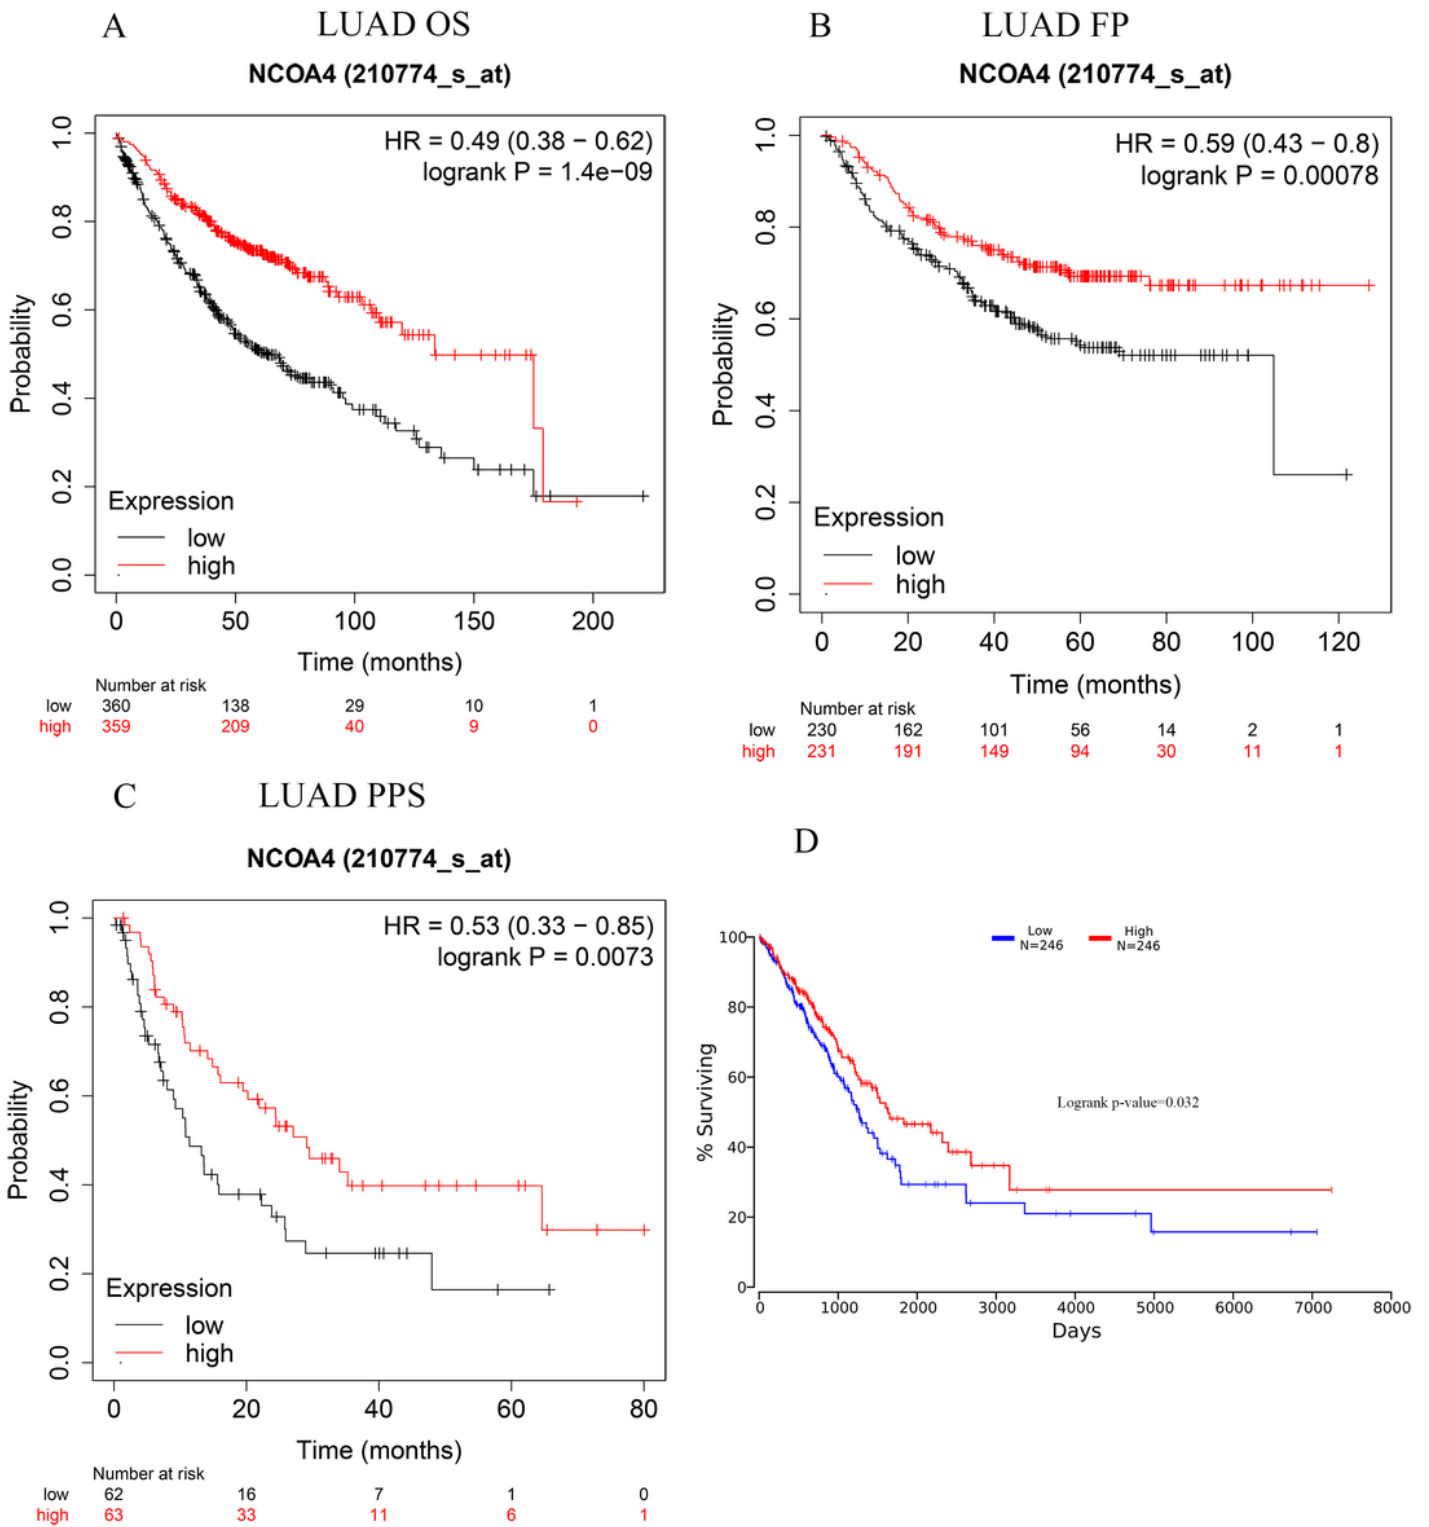 A LUAD OS
NCOA4 (210774_s_at)
HR = 0.49 (0.38 − 0.62)
logrank P = 1.4e−09
Probability
1.0
0.8
0.6
0.4
0.2
0.0
Expression
low
high
0 50 100 150 200
Time (months)
Number at risk
low 360 138 29 10 1
high 359 209 40 9 0
B LUAD FP
NCOA4 (210774_s_at)
HR = 0.59 (0.43 − 0.8)
logrank P = 0.00078
Probability
1.0
0.8
0.6
0.4
0.2
0.0
Expression
low
high
0 20 40 60 80 100 120
Time (months)
Number at risk
low 230 162 101 56 14 2 1
high 231 191 149 94 30 11 1
C LUAD PPS
NCOA4 (210774_s_at)
HR = 0.53 (0.33 − 0.85)
logrank P = 0.0073
Probability
1.0
0.8
0.6
0.4
0.2
0.0
Expression
low
high
0 20 40 60 80
Time (months)
Number at risk
low 62 16 7 1 0
high 63 33 11 6 1
D
Low High
N=246 N=246
Logrank p-value=0.032
% Surviving
100
80
60
40
20
0
0 1000 2000 3000 4000 5000 6000 7000 8000
Days